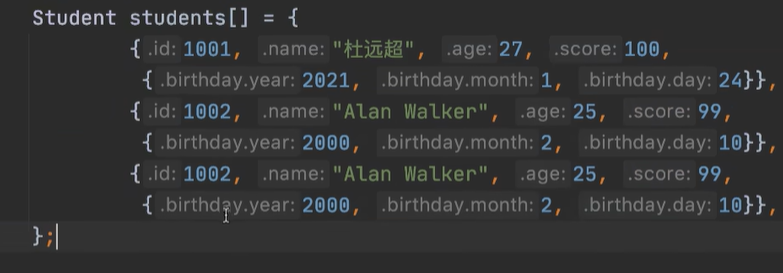 Student students[] = {
{.id: 1001, .name: "杜远超", .age: 27, .score: 100,
{.birthday.year: 2021, .birthday.month: 1, .birthday.day: 24}},
{.id: 1002, .name: "Alan Walker", .age: 25, .score: 99,
{.birthday.year: 2000, .birthday.month: 2, .birthday.day: 10}},
{.id: 1002, .name: "Alan Walker", .age: 25, .score: 99,
{.birthday.year: 2000, .birthday.month: 2, .birthday.day: 10}},
};